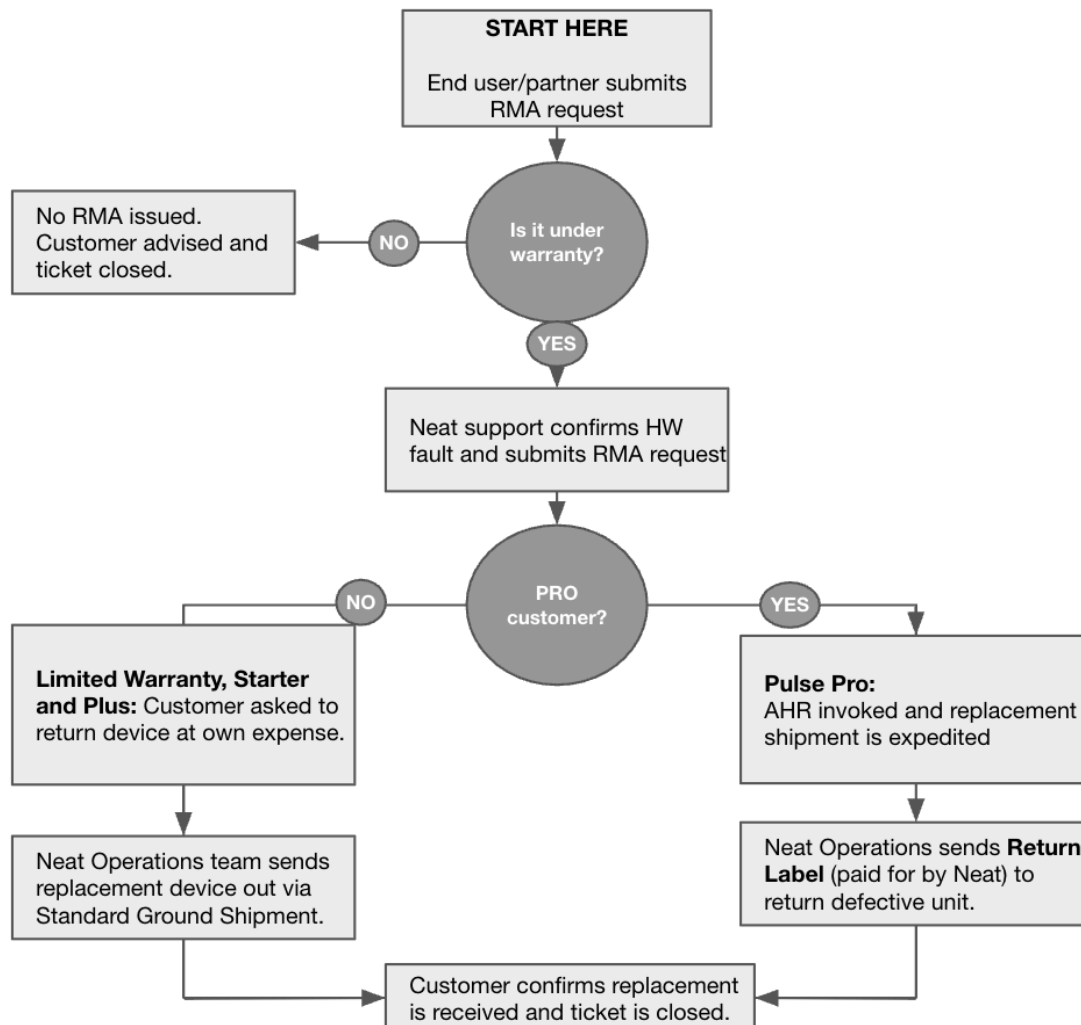 START HERE
End user/partner submits
RMA request
Is it under
warranty?
NO
No RMA issued.
Customer advised and
ticket closed.
YES
Neat support confirms HW
fault and submits RMA request
PRO
customer?
NO
YES
Limited Warranty, Starter
and Plus: Customer asked to
return device at own expense.
Pulse Pro:
AHR invoked and replacement
shipment is expedited
Neat Operations team sends
replacement device out via
Standard Ground Shipment.
Neat Operations sends Return
Label (paid for by Neat) to
return defective unit.
Customer confirms replacement
is received and ticket is closed.